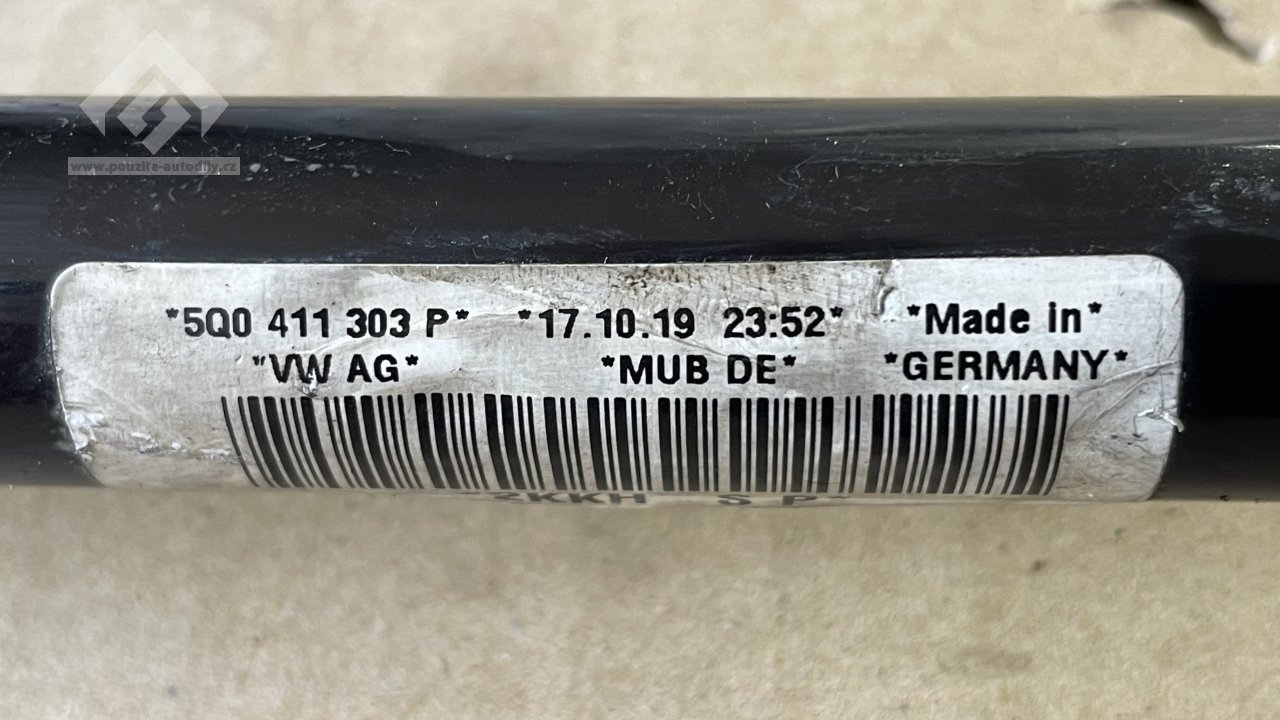 www.pouzite-autodily.cz
*5Q0 411 303 P* *17.10.19 23:52* *Made in*
"VW AG* *MUB DE* *GERMANY*
2KKH S P*